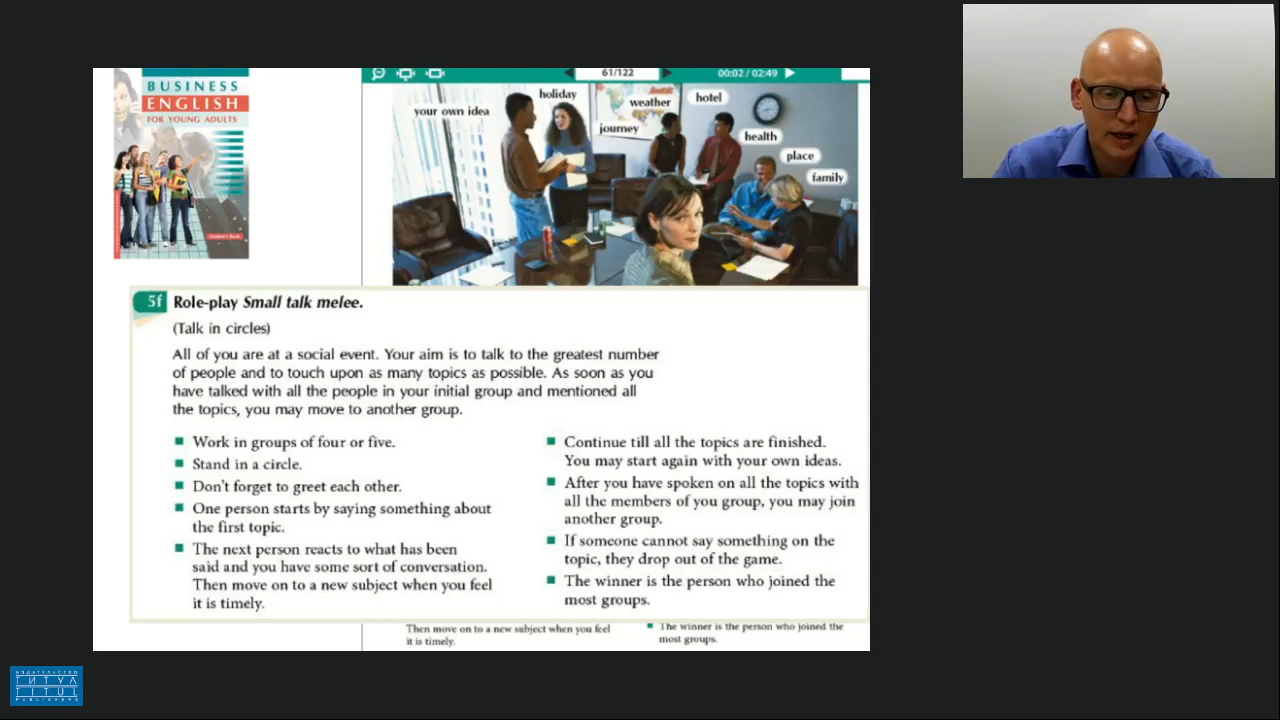 BUSINESS
ENGLISH
FOR YOUNG ADULTS
Student's Book
61/122
00:02 / 02:49
your own idea
holiday
weather
hotel
journey
health
place
family
5f Role-play Small talk melee.
(Talk in circles)
All of you are at a social event. Your aim is to talk to the greatest number
of people and to touch upon as many topics as possible. As soon as you
have talked with all the people in your initial group and mentioned all
the topics, you may move to another group.
■ Work in groups of four or five.
■ Stand in a circle.
■ Don't forget to greet each other.
■ One person starts by saying something about
the first topic.
■ The next person reacts to what has been
said and you have some sort of conversation.
Then move on to a new subject when you feel
it is timely.
■ Continue till all the topics are finished.
You may start again with your own ideas.
■ After you have spoken on all the topics with
all the members of you group, you may join
another group.
■ If someone cannot say something on the
topic, they drop out of the game.
■ The winner is the person who joined the
most groups.
Then move on to a new subject when you feel
it is timely.
■ The winner is the person who joined the
most groups.
ИЗДАТЕЛЬСТВО
ТИТУЛ
TITUL
PUBLISHERS